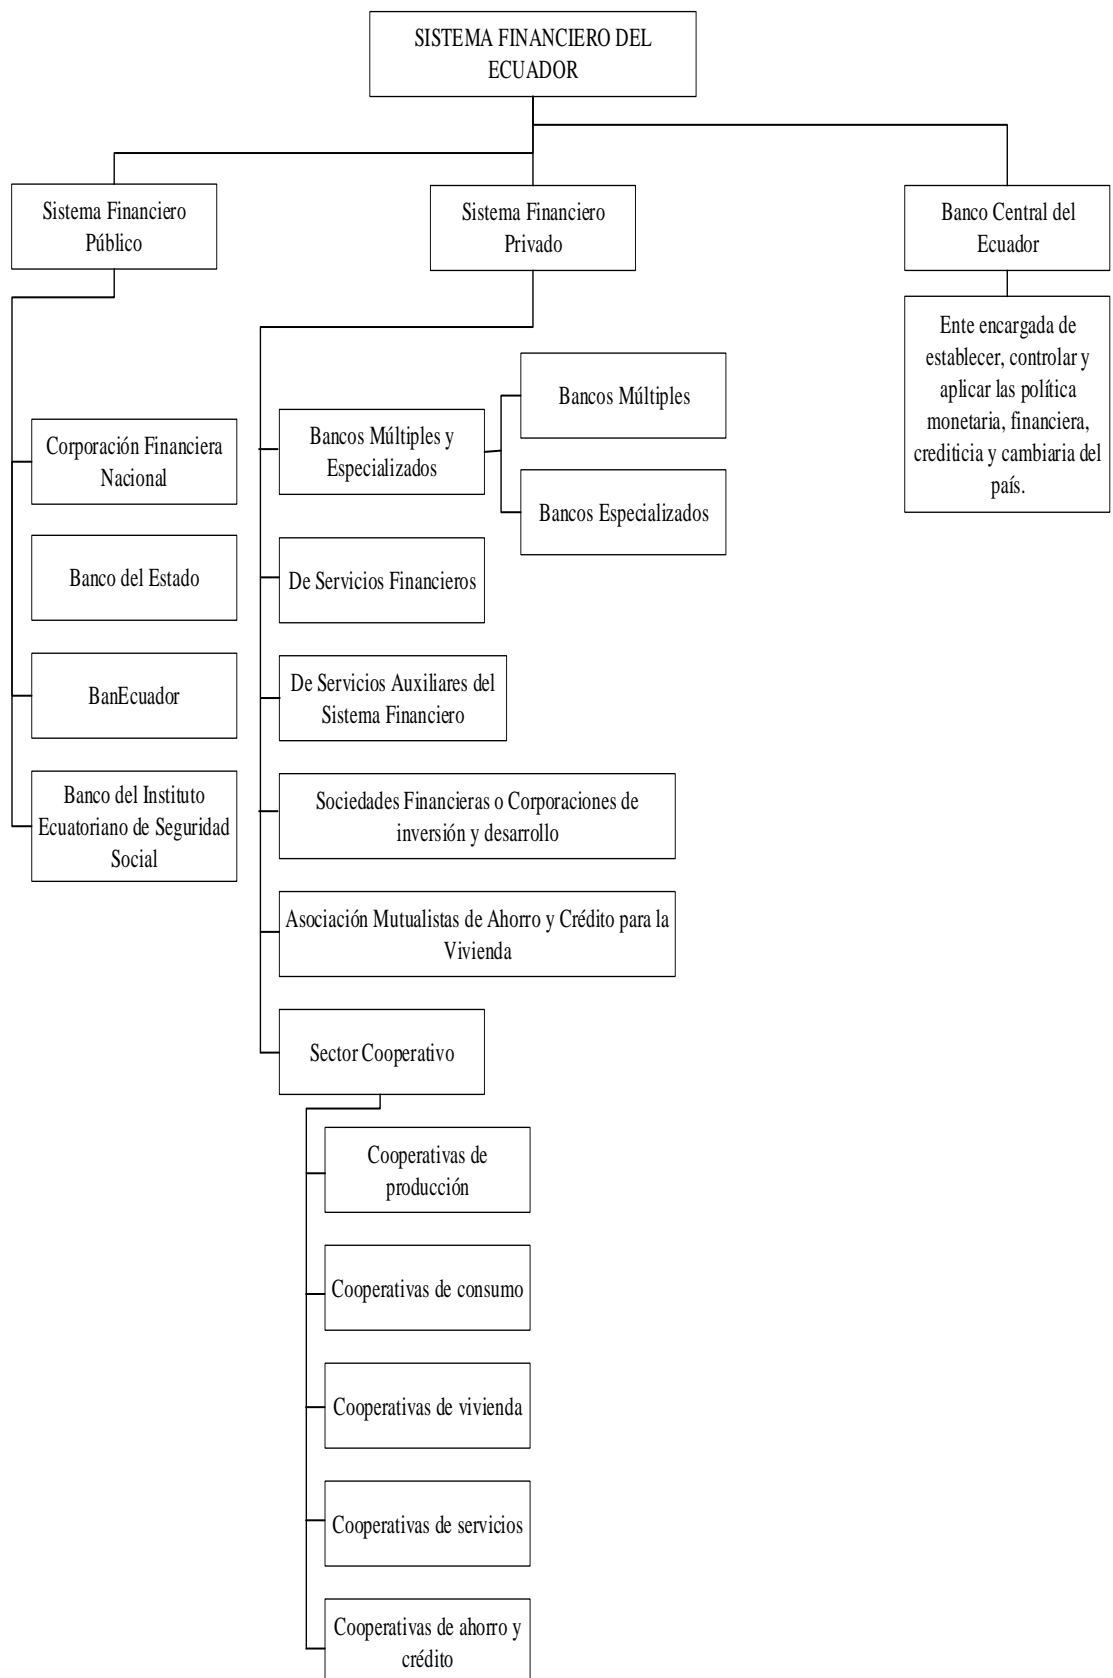 SISTEMA FINANCIERO DEL
ECUADOR
Sistema Financiero
Público
Sistema Financiero
Privado
Banco Central del
Ecuador
Corporación Financiera
Nacional
Banco del Estado
BanEcuador
Banco del Instituto
Ecuatoriano de Seguridad
Social
Bancos Múltiples y
Especializados
Bancos Múltiples
Bancos Especializados
De Servicios Financieros
De Servicios Auxiliares del
Sistema Financiero
Sociedades Financieras o Corporaciones de
inversión y desarrollo
Asociación Mutualistas de Ahorro y Crédito para la
Vivienda
Sector Cooperativo
Cooperativas de
producción
Cooperativas de consumo
Cooperativas de vivienda
Cooperativas de servicios
Cooperativas de ahorro y
crédito
Ente encargada de
establecer, controlar y
aplicar las política
monetaria, financiera,
crediticia y cambiaria del
país.